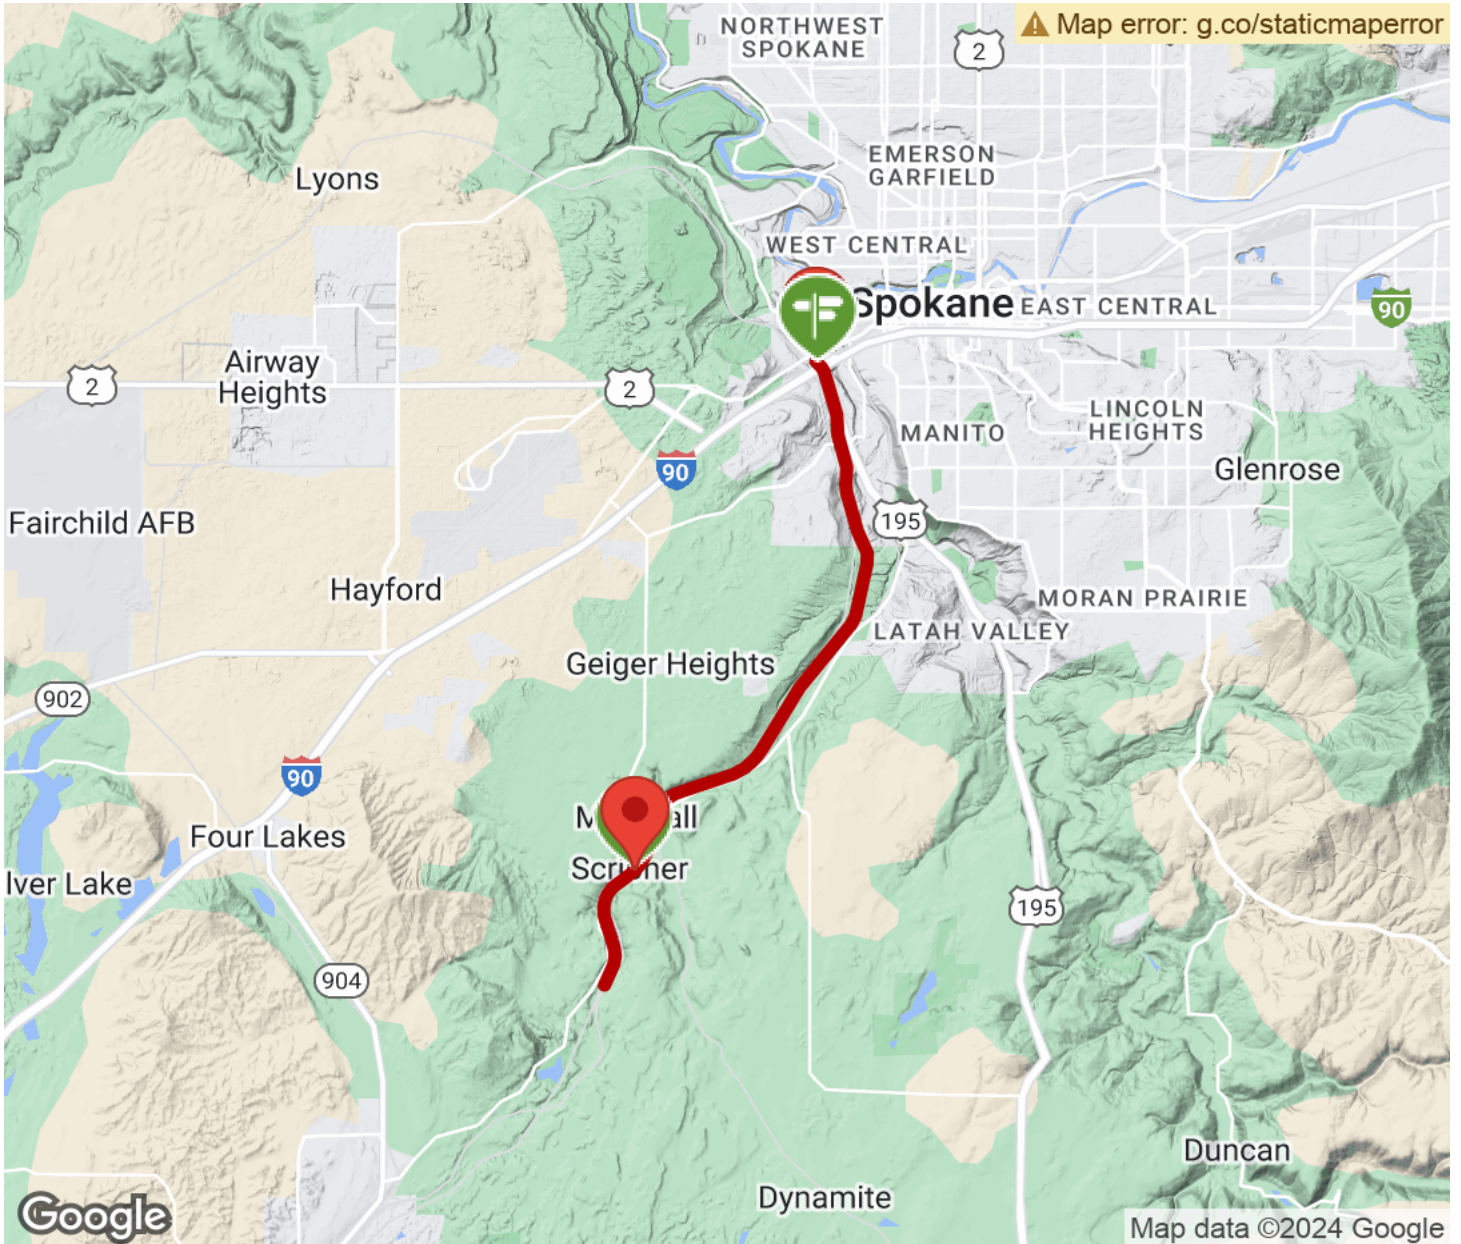 NORTHWEST
SPOKANE
2
Map error: g.co/staticmaperror
EMERSON
GARFIELD
Lyons
WEST CENTRAL
Spokane
EAST CENTRAL
90
Airway
Heights
2
2
LINCOLN
HEIGHTS
MANITO
90
Glenrose
195
Fairchild AFB
Hayford
MORAN PRAIRIE
LATAH VALLEY
Geiger Heights
902
90
Four Lakes
lver Lake
195
904
Duncan
Dynamite
Google
Map data ©2024 Google